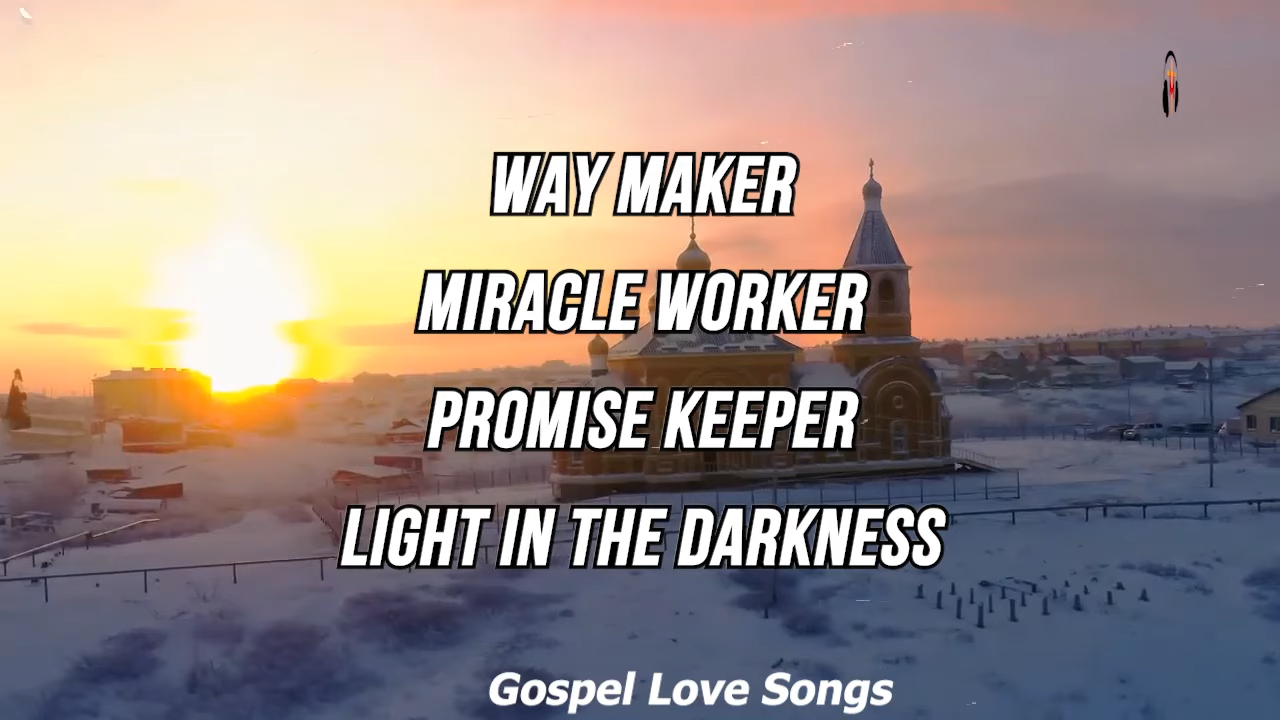 WAY MAKER
MIRACLE WORKER
PROMISE KEEPER
LIGHT IN THE DARKNESS
Gospel Love Songs